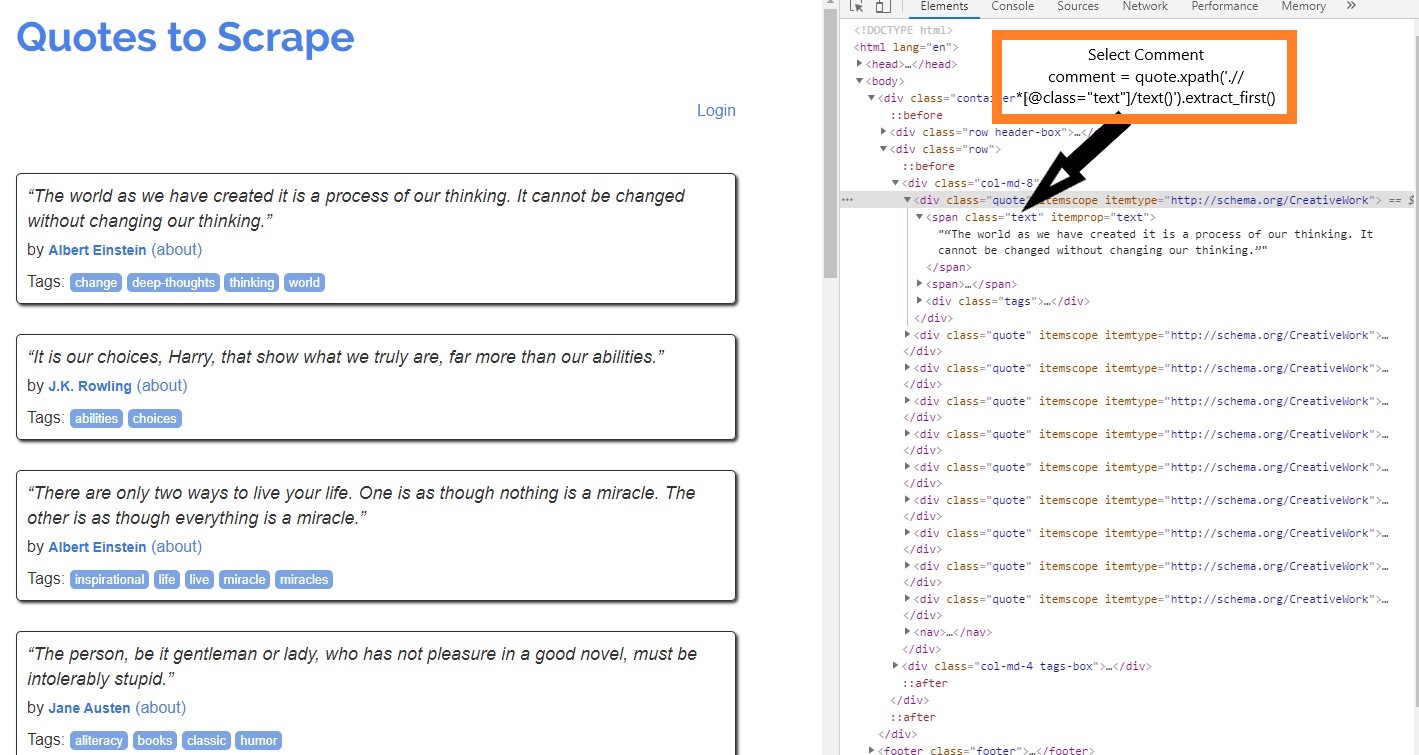 Quotes to Scrape
Login
“The world as we have created it is a process of our thinking. It cannot be changed
without changing our thinking.”
by Albert Einstein (about)
Tags: change deep-thoughts thinking world
“It is our choices, Harry, that show what we truly are, far more than our abilities.”
by J.K. Rowling (about)
Tags: abilities choices
“There are only two ways to live your life. One is as though nothing is a miracle. The
other is as though everything is a miracle.”
by Albert Einstein (about)
Tags: inspirational life live miracle miracles
“The person, be it gentleman or lady, who has not pleasure in a good novel, must be
intolerably stupid.”
by Jane Austen (about)
Tags: aliteracy books classic humor
Elements Console Sources Network Performance Memory »
<!DOCTYPE html>
<html lang="en">
<head>…</head>
<body>
<div class="container
::before
<div class="row header-box">…</
<div class="row">
::before
<div class="col-md-8"
Select Comment
comment = quote.xpath('.//
*[@class="text"]/text()').extract_first()
<div class="quote" itemscope itemtype="http://schema.org/CreativeWork"> == $
<span class="text" itemprop="text">
"“The world as we have created it is a process of our thinking. It
cannot be changed without changing our thinking.”"
</span>
<span>…</span>
<div class="tags">…</div>
</div>
<div class="quote" itemscope itemtype="http://schema.org/CreativeWork">…
</div>
<div class="quote" itemscope itemtype="http://schema.org/CreativeWork">…
</div>
<div class="quote" itemscope itemtype="http://schema.org/CreativeWork">…
</div>
<div class="quote" itemscope itemtype="http://schema.org/CreativeWork">…
</div>
<div class="quote" itemscope itemtype="http://schema.org/CreativeWork">…
</div>
<div class="quote" itemscope itemtype="http://schema.org/CreativeWork">…
</div>
<div class="quote" itemscope itemtype="http://schema.org/CreativeWork">…
</div>
<div class="quote" itemscope itemtype="http://schema.org/CreativeWork">…
</div>
<div class="quote" itemscope itemtype="http://schema.org/CreativeWork">…
</div>
<nav>…</nav>
</div>
<div class="col-md-4 tags-box">…</div>
::after
</div>
::after
</div>
<footer class="footer">…</footer>